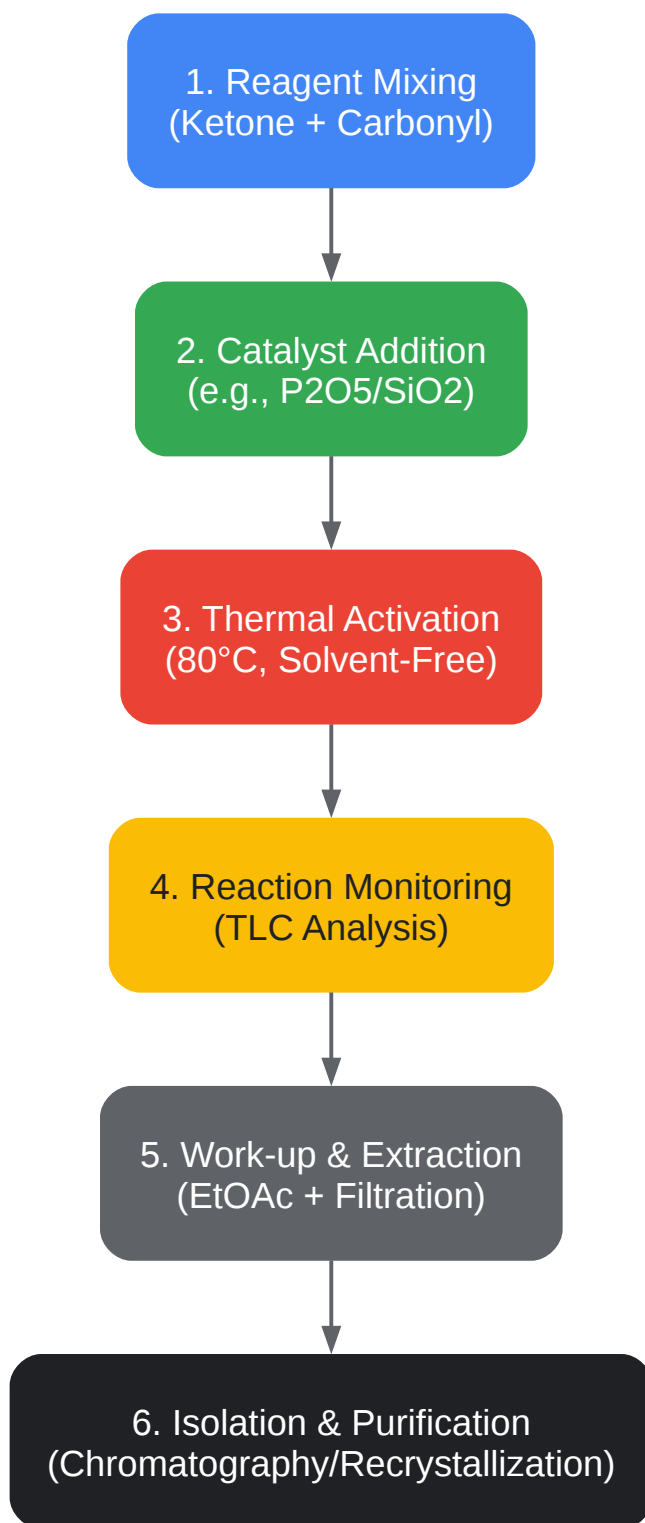 1. Reagent Mixing
(Ketone + Carbonyl)
2. Catalyst Addition
(e.g., P2O5/SiO2)
3. Thermal Activation
(80°C, Solvent-Free)
4. Reaction Monitoring
(TLC Analysis)
5. Work-up & Extraction
(EtOAc + Filtration)
6. Isolation & Purification
(Chromatography/Recrystallization)